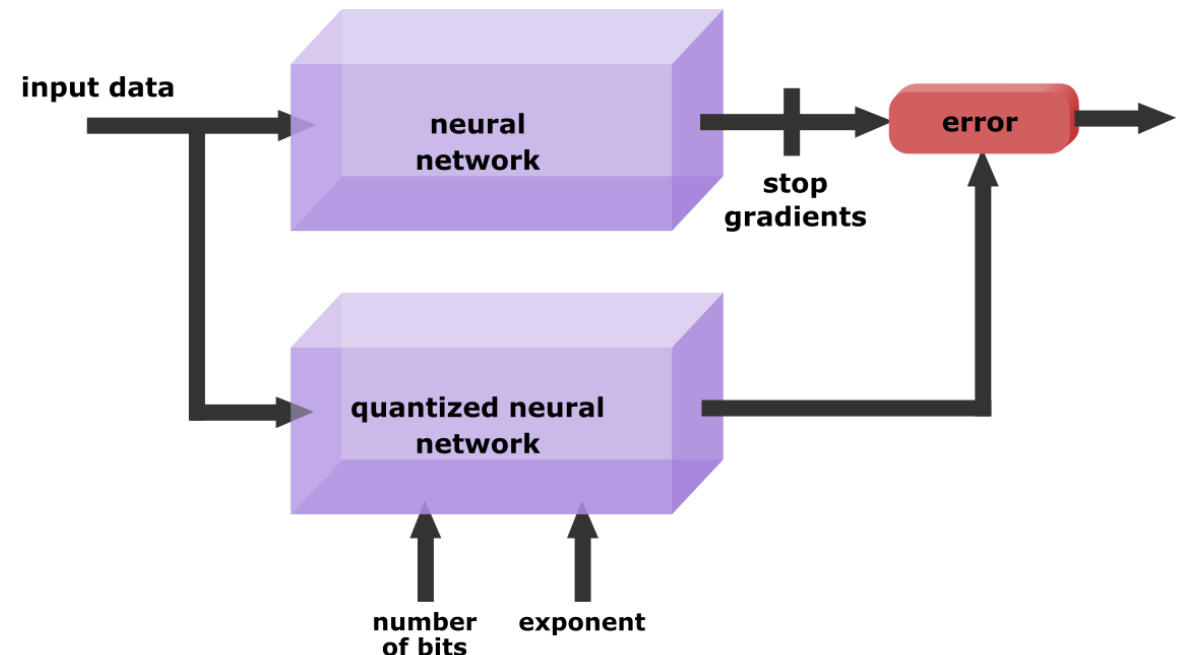 input data
neural
network
error
stop
gradients
quantized neural
network
number
of bits
exponent